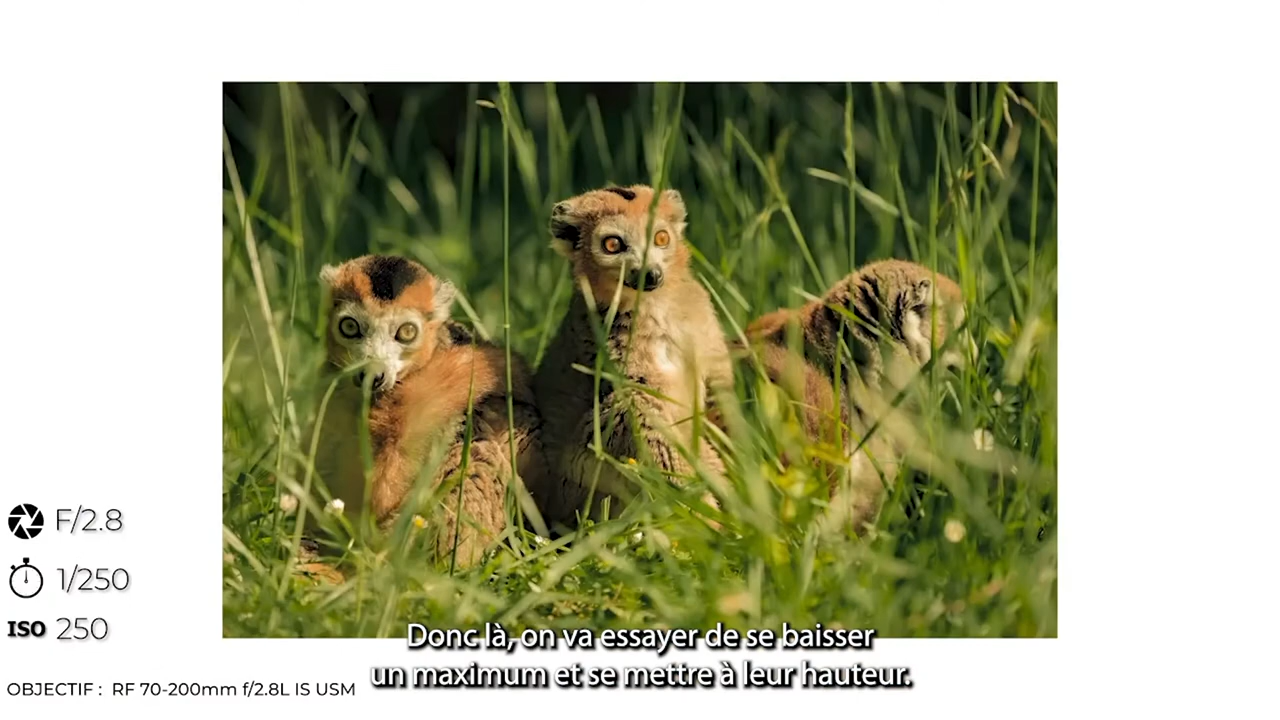 F/2.8
1/250
ISO 250
OBJECTIF : RF 70-200mm f/2.8L IS USM
Donc là, on va essayer de se baisser
un maximum et se mettre à leur hauteur.